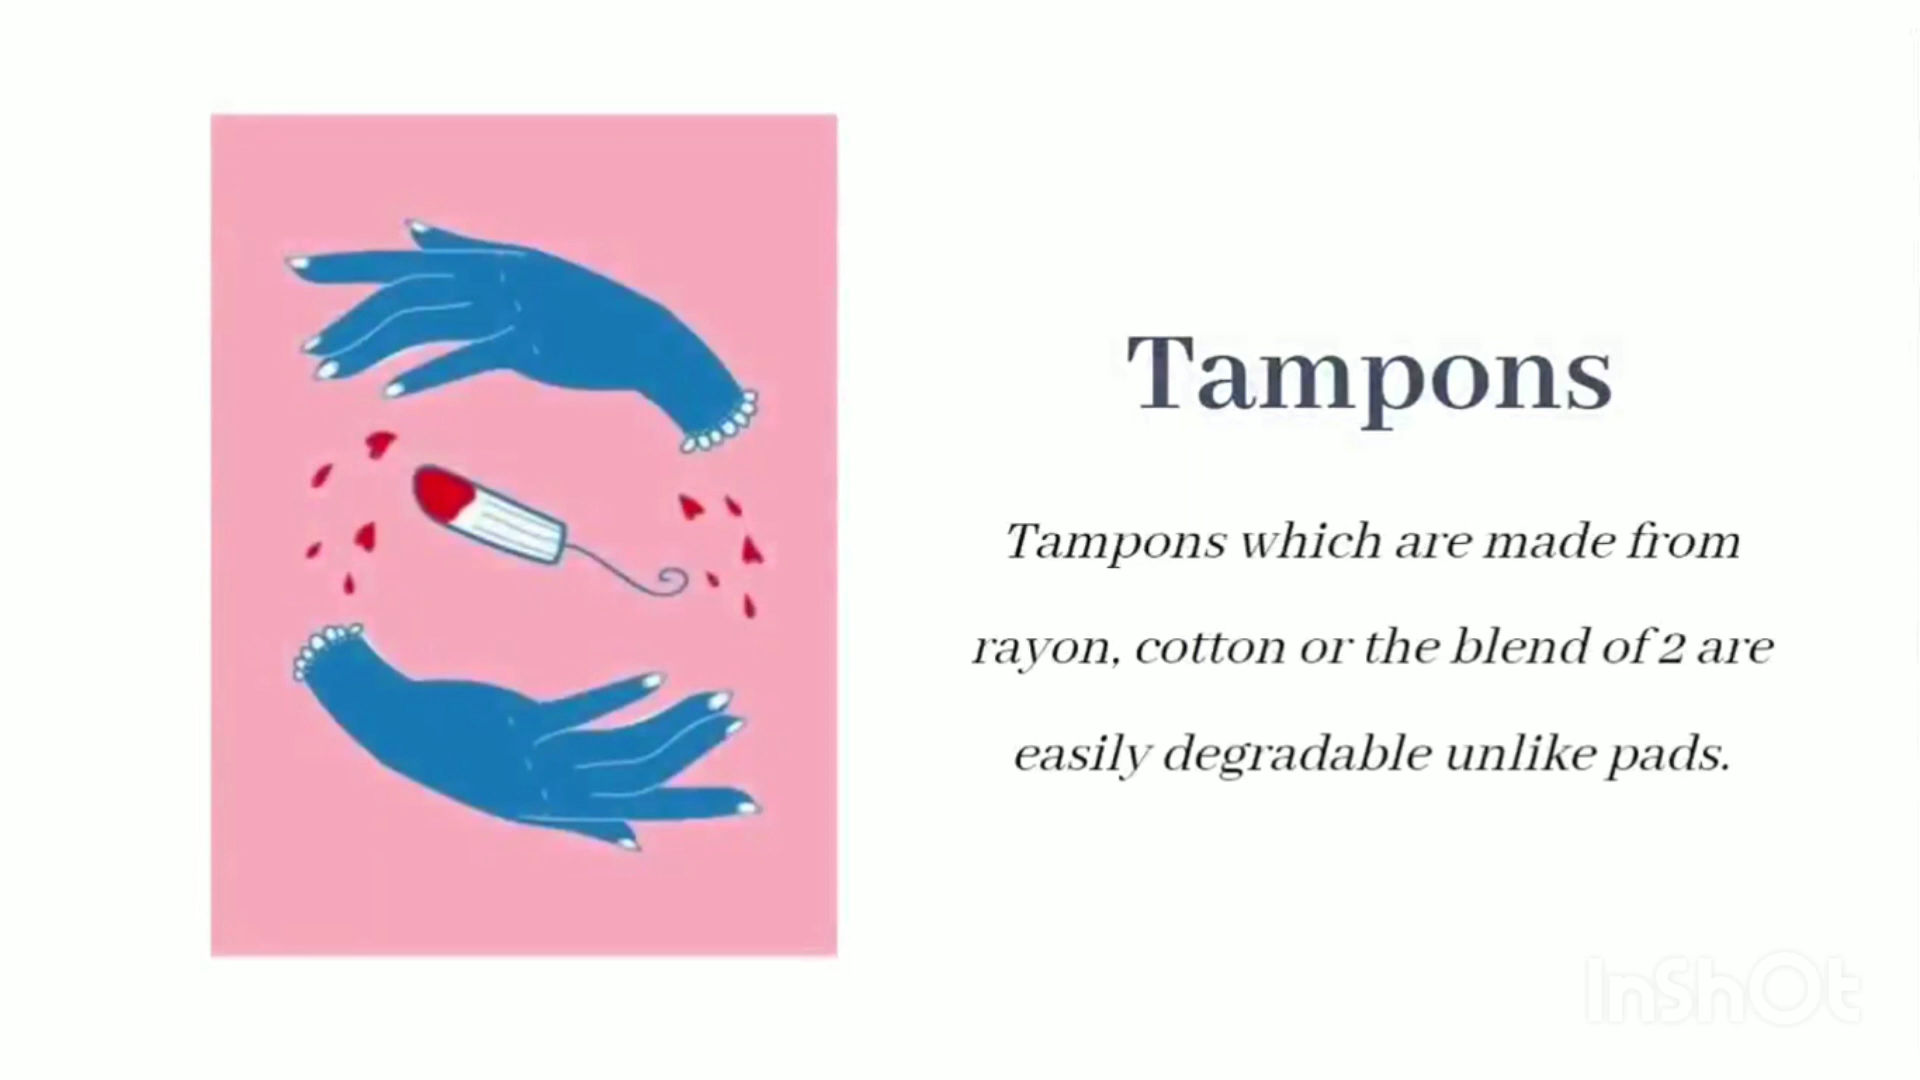 Tampons
Tampons which are made from
rayon, cotton or the blend of 2 are
easily degradable unlike pads.
InShOt